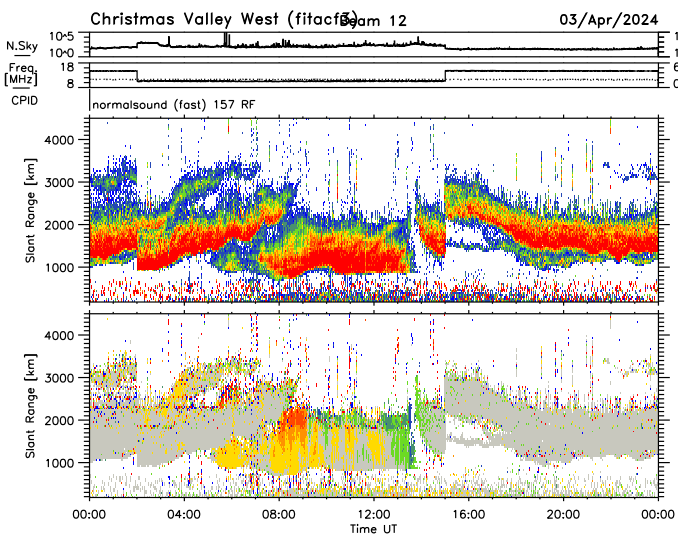 Christmas Valley West (fitacf3) Beam 12 03/Apr/2024
N.Sky 10^5
10^0
Freq. [MHz] 18
8
CPID normalsound (fast) 157 RF
Slant Range [km]
4000
3000
2000
1000
Slant Range [km]
4000
3000
2000
1000
00:00 04:00 08:00 12:00 16:00 20:00 00:00
Time UT